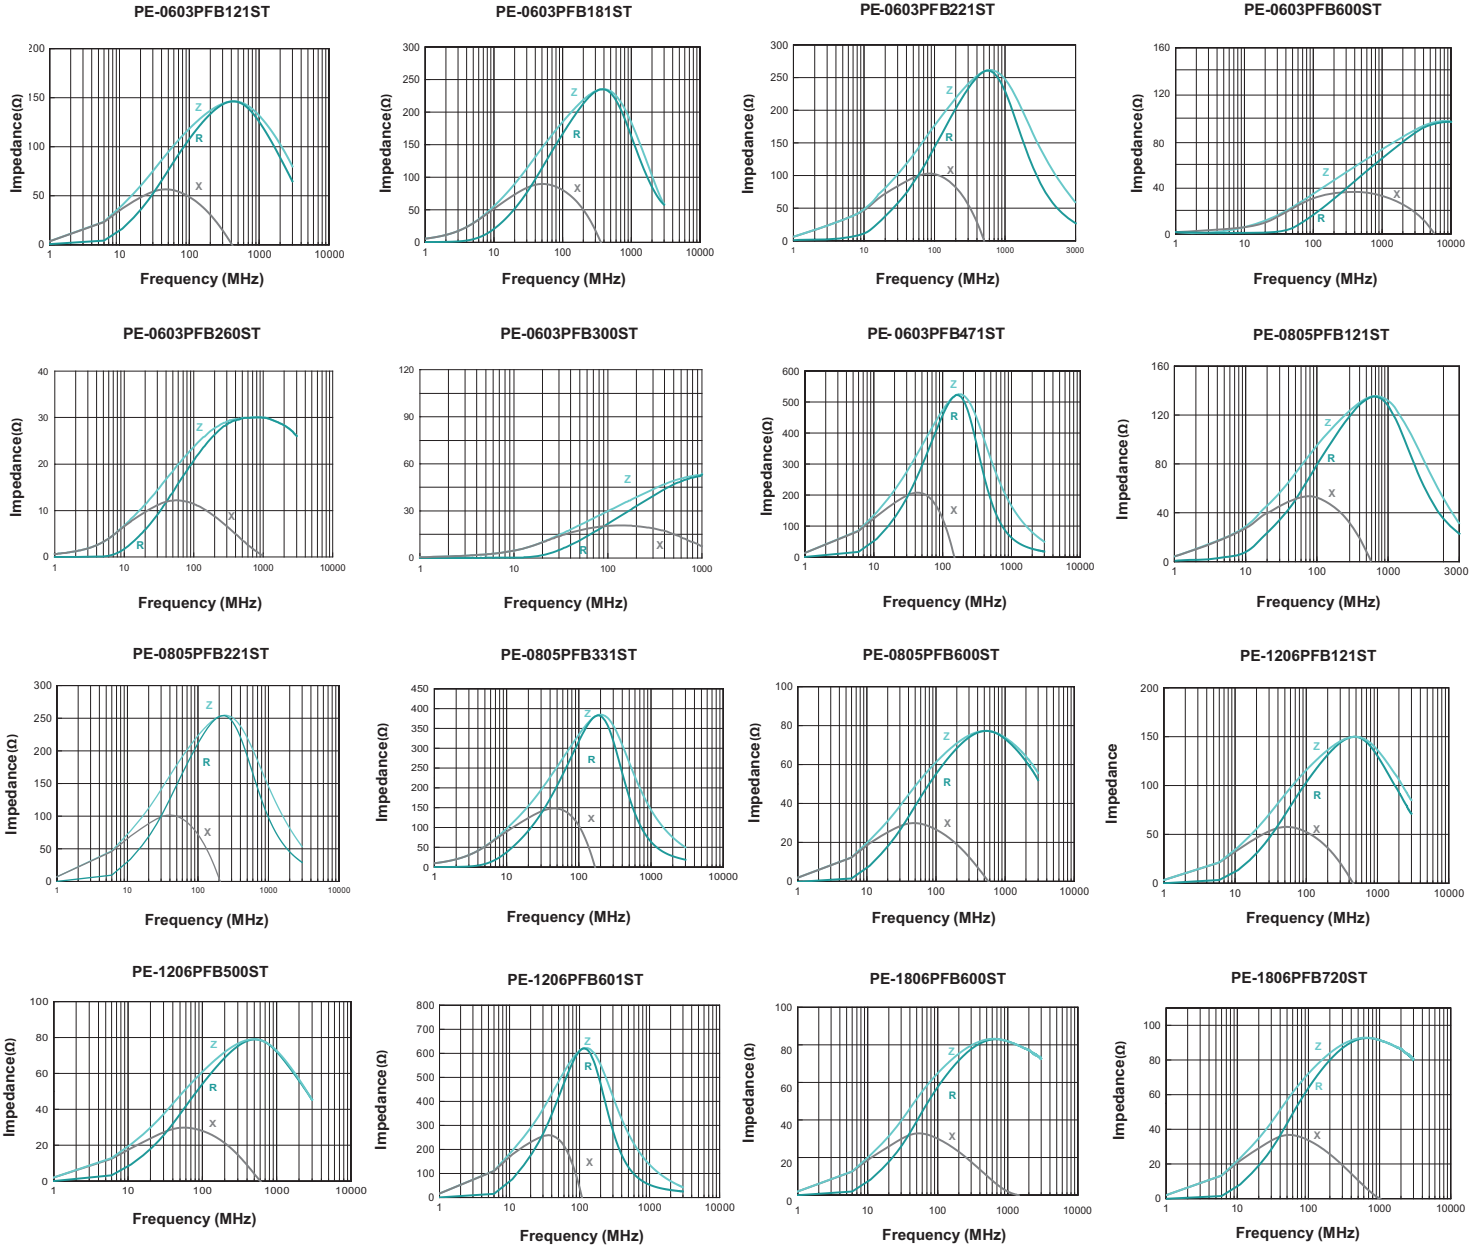 PE-0603PFB121ST
Impedance(Ω)
200
150
100
50
0
Z
R
X
1
10
100
1000
10000
Frequency (MHz)
PE-0603PFB181ST
Impedance(Ω)
300
250
200
150
100
50
0
Z
R
X
1
10
100
1000
10000
Frequency (MHz)
PE-0603PFB221ST
Impedance(Ω)
300
250
200
150
100
50
0
Z
R
X
1
10
100
1000
3000
Frequency (MHz)
PE-0603PFB600ST
Impedance(Ω)
160
120
80
40
0
Z
R
X
1
10
100
1000
10000
Frequency (MHz)
PE-0603PFB260ST
Impedance(Ω)
40
30
20
10
0
Z
R
X
1
10
100
1000
10000
Frequency (MHz)
PE-0603PFB300ST
Impedance(Ω)
120
90
60
30
0
Z
R
X
1
10
100
1000
Frequency (MHz)
PE-0603PFB471ST
Impedance(Ω)
600
500
400
300
200
100
0
Z
R
X
1
10
100
1000
10000
Frequency (MHz)
PE-0805PFB121ST
Impedance(Ω)
160
120
80
40
0
Z
R
X
1
10
100
1000
3000
Frequency (MHz)
PE-0805PFB221ST
Impedance(Ω)
300
250
200
150
100
50
0
Z
R
X
1
10
100
1000
10000
Frequency (MHz)
PE-0805PFB331ST
Impedance(Ω)
450
400
350
300
250
200
150
100
50
0
Z
R
X
1
10
100
1000
10000
Frequency (MHz)
PE-0805PFB600ST
Impedance(Ω)
100
80
60
40
20
0
Z
R
X
1
10
100
1000
10000
Frequency (MHz)
PE-1206PFB121ST
Impedance
200
150
100
50
0
Z
R
X
1
10
100
1000
10000
Frequency (MHz)
PE-1206PFB500ST
Impedance(Ω)
100
80
60
40
20
0
Z
R
X
1
10
100
1000
10000
Frequency (MHz)
PE-1206PFB601ST
Impedance(Ω)
800
700
600
500
400
300
200
100
0
Z
R
X
1
10
100
1000
10000
Frequency (MHz)
PE-1806PFB600ST
Impedance(Ω)
100
80
60
40
20
0
Z
R
X
1
10
100
1000
10000
Frequency (MHz)
PE-1806PFB720ST
Impedance(Ω)
100
80
60
40
20
0
Z
R
X
1
10
100
1000
10000
Frequency (MHz)